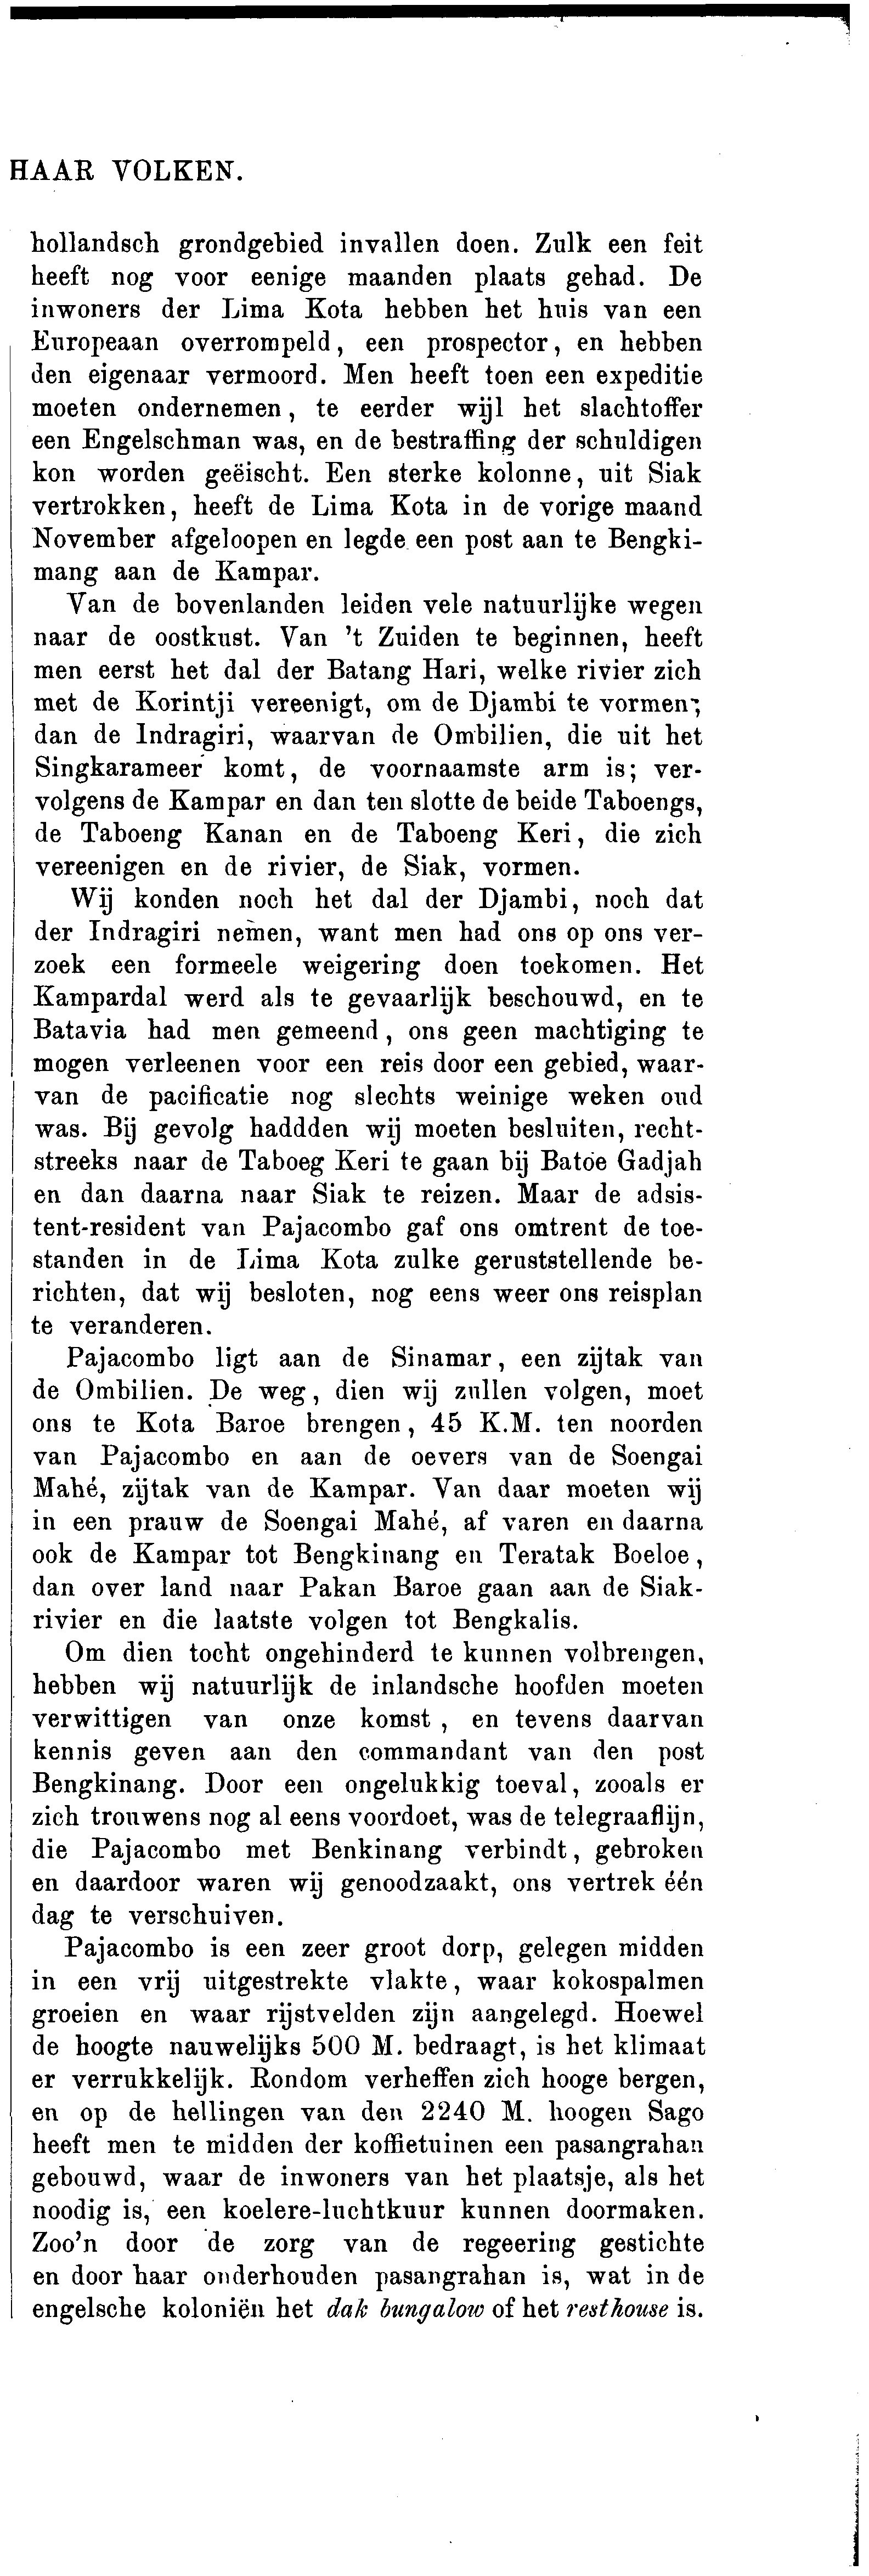 HAAR VOLKEN.
hollandsch grondgebied invallen doen. Zulk een feit
heeft nog voor eenige maanden plaats gehad. De
inwoners der Lima Kota hebben het huis van een
Europeaan overrompeld, een prospector, en hebben
den eigenaar vermoord. Men heeft toen een expeditie
moeten ondernemen, te eerder wijl het slachtoffer
een Engelschman was, en de bestraffing der schuldigen
kon worden geëischt. Een sterke kolonne, uit Siak
vertrokken, heeft de Lima Kota in de vorige maand
November afgeloopen en legde een post aan te Bengki-
mang aan de Kampar.
Van de bovenlanden leiden vele natuurlijke wegen
naar de oostkust. Van 't Zuiden te beginnen, heeft
men eerst het dal der Batang Hari, welke rivier zich
met de Korintji vereenigt, om de Djambi te vormen;
dan de Indragiri, waarvan de Ombilien, die uit het
Singkarameer komt, de voornaamste arm is; ver-
volgens de Kampar en dan ten slotte de beide Taboengs,
de Taboeng Kanan en de Taboeng Keri, die zich
vereenigen en de rivier, de Siak, vormen.
Wij konden noch het dal der Djambi, noch dat
der Indragiri nemen, want men had ons op ons ver-
zoek een formeele weigering doen toekomen. Het
Kampardal werd als te gevaarlijk beschouwd, en te
Batavia had men gemeend, ons geen machtiging te
mogen verleenen voor een reis door een gebied, waar-
van de pacificatie nog slechts weinige weken oud
was. Bij gevolg haddden wij moeten besluiten, recht-
streeks naar de Taboeg Keri te gaan bij Batoe Gadjah
en dan daarna naar Siak te reizen. Maar de adsis-
tent-resident van Pajacombo gaf ons omtrent de toe-
standen in de Lima Kota zulke geruststellende be-
richten, dat wij besloten, nog eens weer ons reisplan
te veranderen.
Pajacombo ligt aan de Sinamar, een zijtak van
de Ombilien. De weg, dien wij zullen volgen, moet
ons te Kota Baroe brengen, 45 K.M. ten noorden
van Pajacombo en aan de oevers van de Soengai
Mahé, zijtak van de Kampar. Van daar moeten wij
in een prauw de Soengai Mahé, af varen en daarna
ook de Kampar tot Bengkinang en Teratak Boeloe,
dan over land naar Pakan Baroe gaan aan de Siak-
rivier en die laatste volgen tot Bengkalis.
Om dien tocht ongehinderd te kunnen volbrengen,
hebben wij natuurlijk de inlandsche hoofden moeten
verwittigen van onze komst, en tevens daarvan
kennis geven aan den commandant van den post
Bengkinang. Door een ongelukkig toeval, zooals er
zich trouwens nog al eens voordoet, was de telegraaflijn,
die Pajacombo met Benkinang verbindt, gebroken
en daardoor waren wij genoodzaakt, ons vertrek één
dag te verschuiven.
Pajacombo is een zeer groot dorp, gelegen midden
in een vrij uitgestrekte vlakte, waar kokospalmen
groeien en waar rijstvelden zijn aangelegd. Hoewel
de hoogte nauwelijks 500 M. bedraagt, is het klimaat
er verrukkelijk. Rondom verheffen zich hooge bergen,
en op de hellingen van den 2240 M. hoogen Sago
heeft men te midden der koffietuinen een pasangrahan
gebouwd, waar de inwoners van het plaatsje, als het
noodig is, een koelere-luchtkuur kunnen doormaken.
Zoo'n door de zorg van de regeering gestichte
en door haar onderhouden pasangrahan is, wat in de
engelsche koloniën het dak bungalow of het resthouse is.